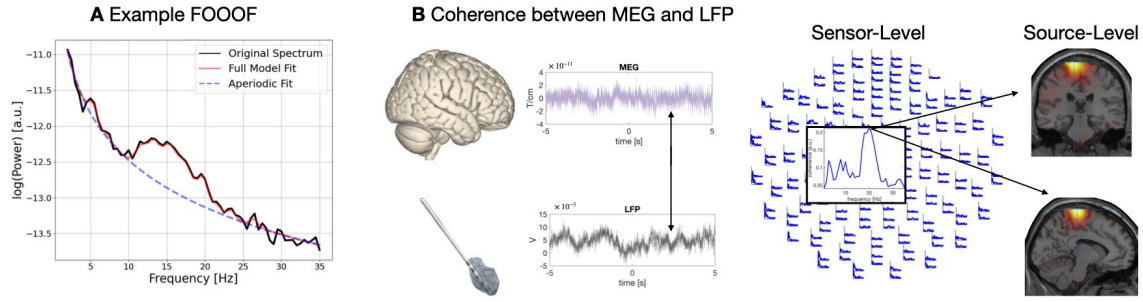 A Example FOOOF
B Coherence between MEG and LFP
−11.0
−11.5
−12.0
−12.5
−13.0
−13.5
log(Power) [a.u.]
Original Spectrum
Full Model Fit
Aperiodic Fit
5 10 15 20 25 30 35
Frequency [Hz]
MEG
× 10⁻¹¹
4
2
0
-2
-4
T/cm
-5 0 5
time [s]
LFP
× 10⁻⁵
15
10
5
0
-5
V
-5 0 5
time [s]
Sensor-Level
0.2
0.15
0.1
0.05
coherence [a.u.]
10 20 30
frequency [Hz]
Source-Level